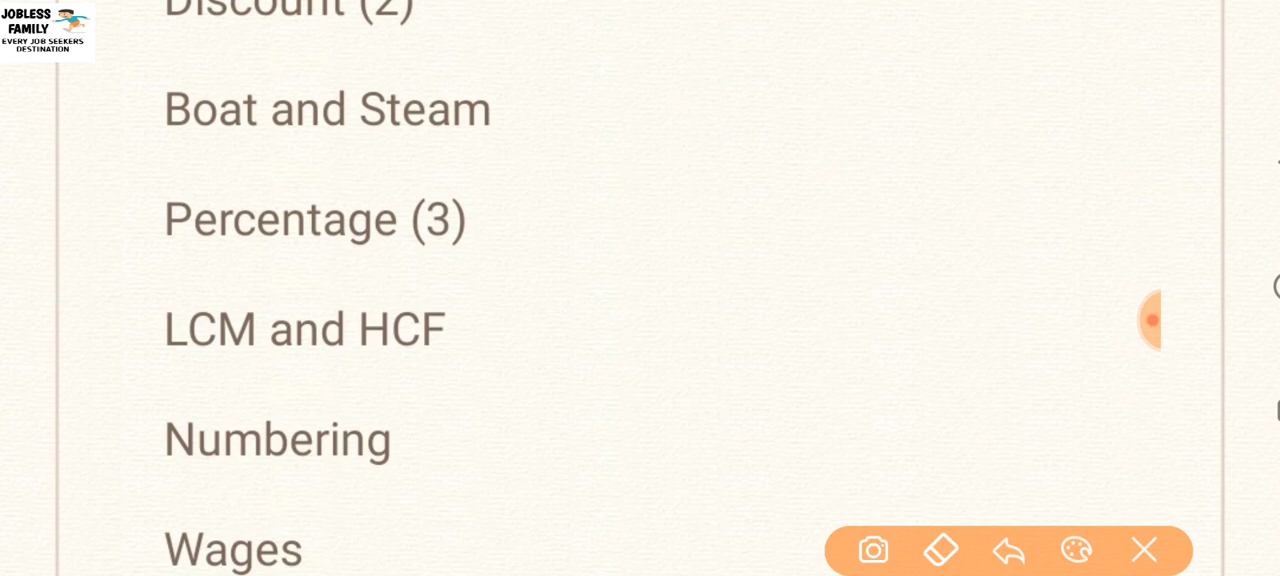 JOBLESS
FAMILY
EVERY JOB SEEKERS
DESTINATION
Discount (2)
Boat and Steam
Percentage (3)
LCM and HCF
Numbering
Wages